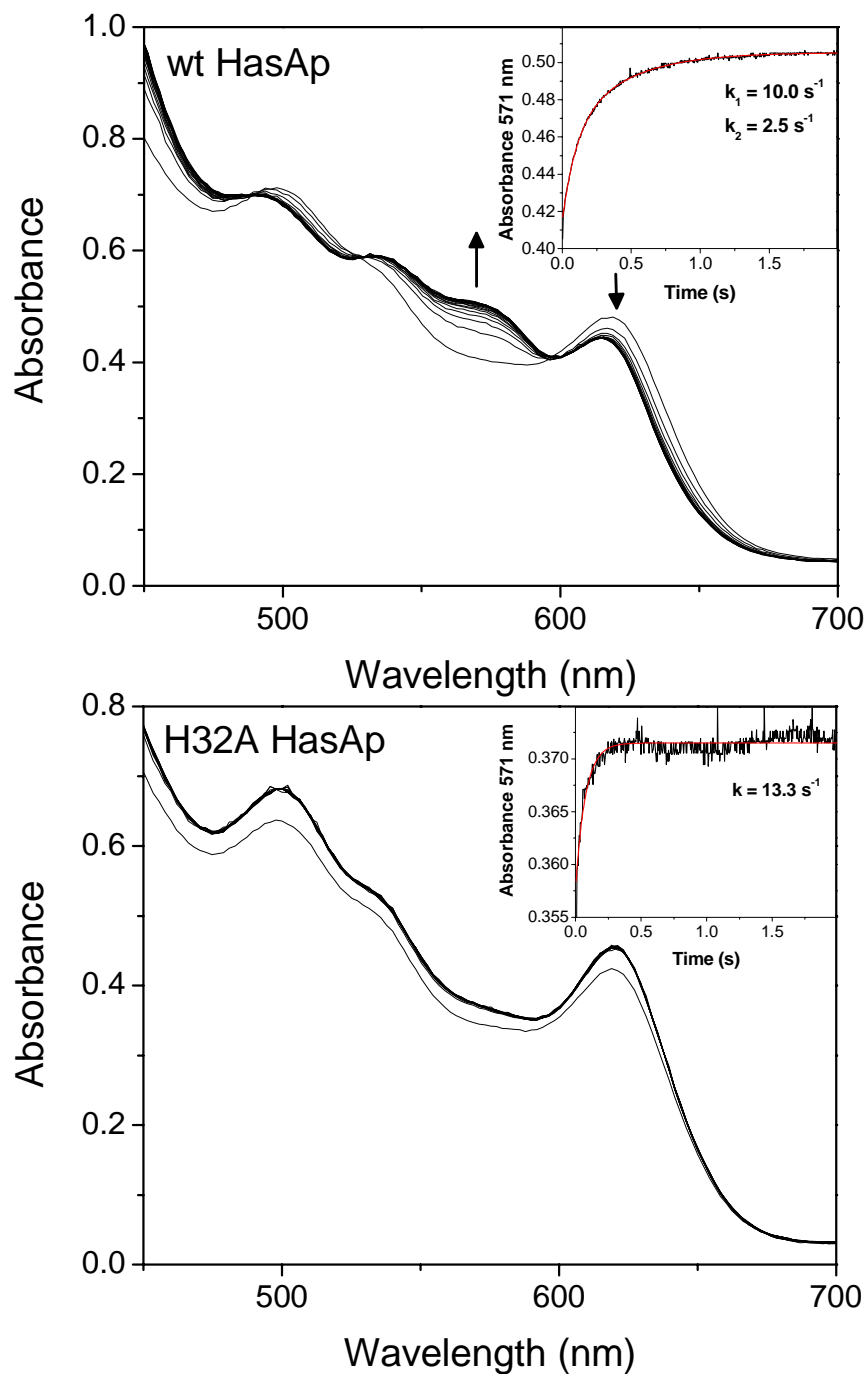 wt HasAp
Absorbance
1.0
0.8
0.6
0.4
0.2
0.0
500
600
700
Wavelength (nm)
Absorbance 571 nm
0.50
0.48
0.46
0.44
0.42
0.40
k1 = 10.0 s-1
k2 = 2.5 s-1
0.0
0.5
1.0
1.5
Time (s)
H32A HasAp
Absorbance
0.8
0.6
0.4
0.2
0.0
500
600
700
Wavelength (nm)
Absorbance 571 nm
0.370
0.365
0.360
0.355
k = 13.3 s-1
0.0
0.5
1.0
1.5
Time (s)